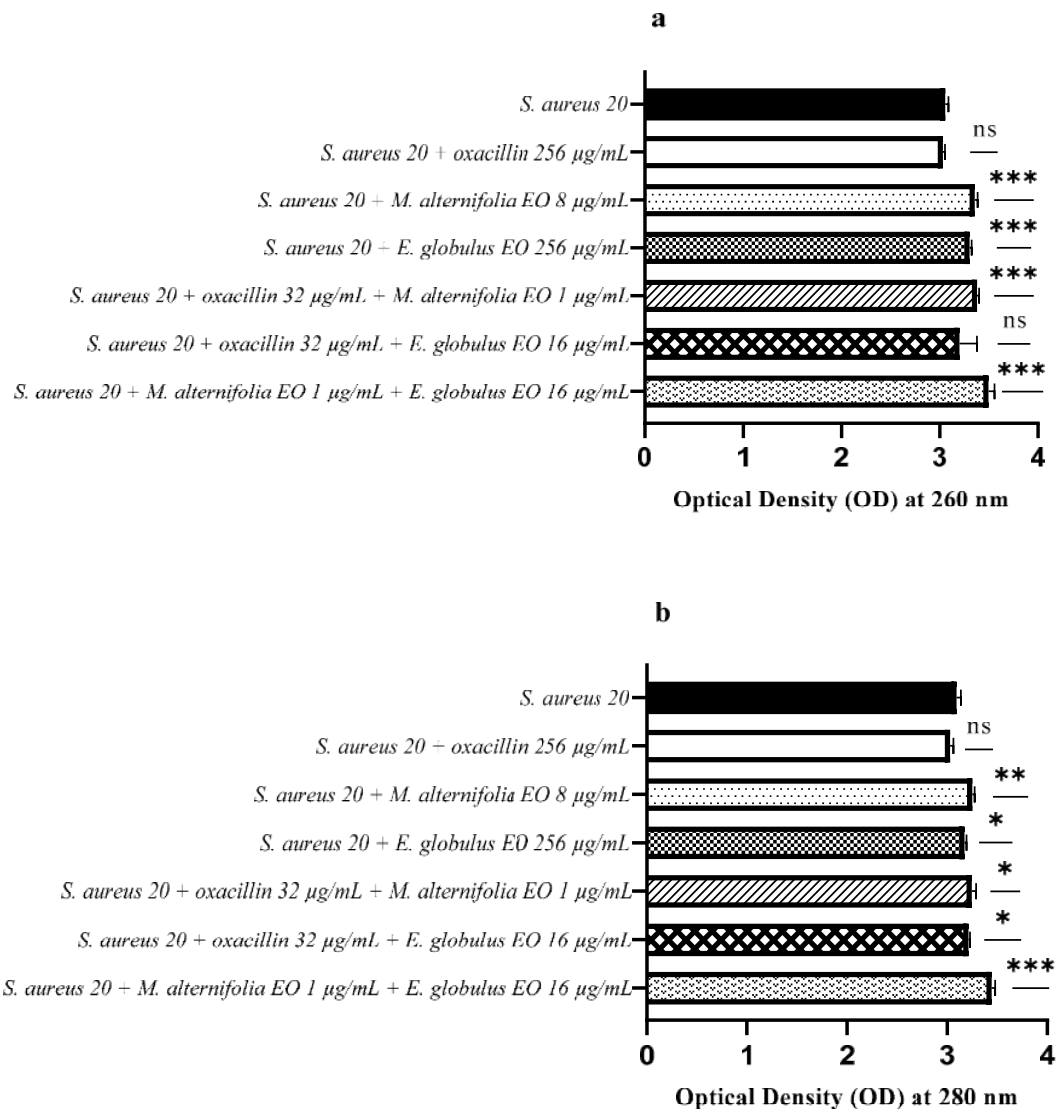 a
S. aureus 20
S. aureus 20 + oxacillin 256 µg/mL
ns
S. aureus 20 + M. alternifolia EO 8 µg/mL
***
S. aureus 20 + E. globulus EO 256 µg/mL
***
S. aureus 20 + oxacillin 32 µg/mL + M. alternifolia EO 1 µg/mL
***
S. aureus 20 + oxacillin 32 µg/mL + E. globulus EO 16 µg/mL
ns
S. aureus 20 + M. alternifolia EO 1 µg/mL + E. globulus EO 16 µg/mL
***
0 1 2 3 4
Optical Density (OD) at 260 nm
b
S. aureus 20
S. aureus 20 + oxacillin 256 µg/mL
ns
S. aureus 20 + M. alternifolia EO 8 µg/mL
**
S. aureus 20 + E. globulus EO 256 µg/mL
*
S. aureus 20 + oxacillin 32 µg/mL + M. alternifolia EO 1 µg/mL
*
S. aureus 20 + oxacillin 32 µg/mL + E. globulus EO 16 µg/mL
*
S. aureus 20 + M. alternifolia EO 1 µg/mL + E. globulus EO 16 µg/mL
***
0 1 2 3 4
Optical Density (OD) at 280 nm